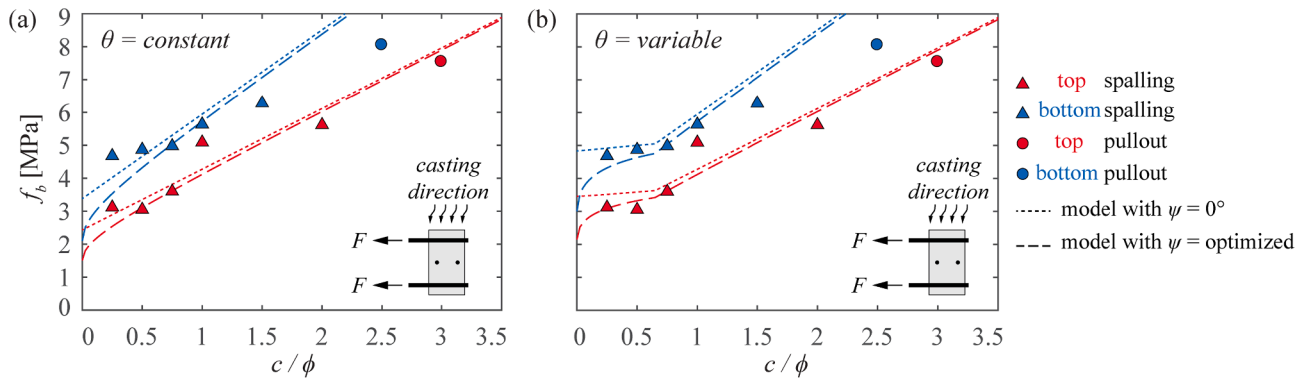 (a)
θ = constant
f_b [MPa]
9
8
7
6
5
4
3
2
1
0
casting
direction
F
F
0 0.5 1 1.5 2 2.5 3 3.5
c / ϕ
(b)
θ = variable
casting
direction
F
F
0 0.5 1 1.5 2 2.5 3 3.5
c / ϕ
top spalling
bottom spalling
top pullout
bottom pullout
model with ψ = 0°
model with ψ = optimized